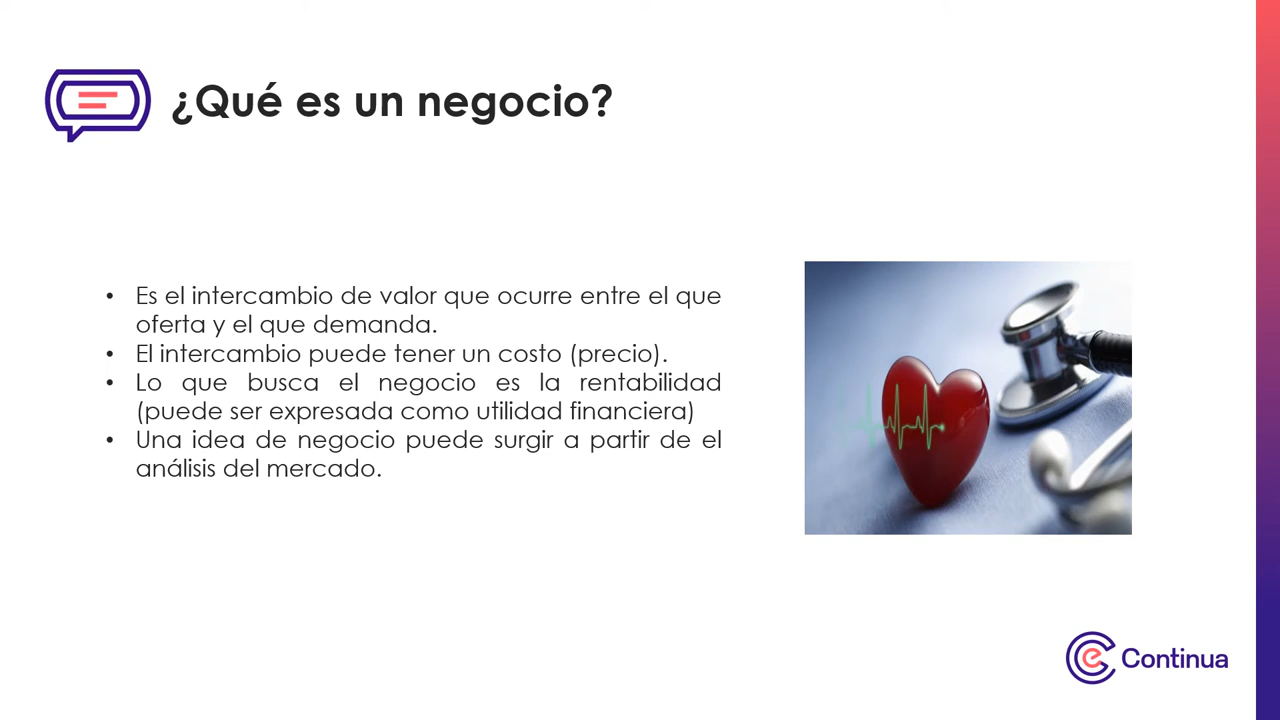 ¿Qué es un negocio?
• Es el intercambio de valor que ocurre entre el que
oferta y el que demanda.
• El intercambio puede tener un costo (precio).
• Lo que busca el negocio es la rentabilidad
(puede ser expresada como utilidad financiera)
• Una idea de negocio puede surgir a partir de el
análisis del mercado.
e Continua